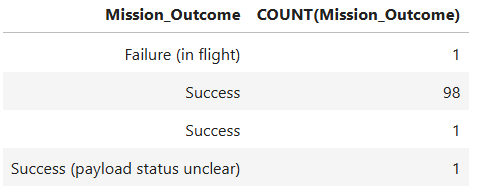 Mission_Outcome COUNT(Mission_Outcome)
Failure (in flight) 1
Success 98
Success 1
Success (payload status unclear) 1